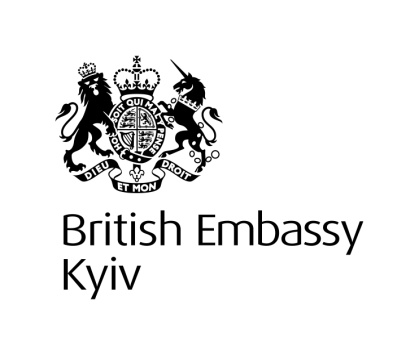 HONI SOIT QUI MAL Y PENSE
DIEU ET MON DROIT
British Embassy
Kyiv